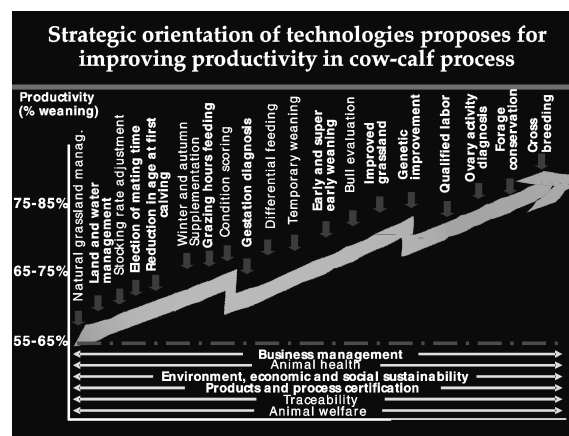 Strategic orientation of technologies proposes for
improving productivity in cow-calf process
Productivity
(% weaning)
75-85%
65-75%
55-65%
Natural grassland manag.
Land and water
management
Stocking rate adjustment
Election of mating time
Reduction in age at first
calving
Winter and autumn
Supplementation
Grazing hours feeding
Condition scoring
Gestation diagnosis
Differential feeding
Temporary weaning
Early and super
early weaning
Bull evaluation
Improved
grassland
Genetic
improvement
Qualified labor
Ovary activity
diagnosis
Forage
conservation
Cross
breeding
Business management
Animal health
Environment, economic and social sustainability
Products and process certification
Traceability
Animal welfare